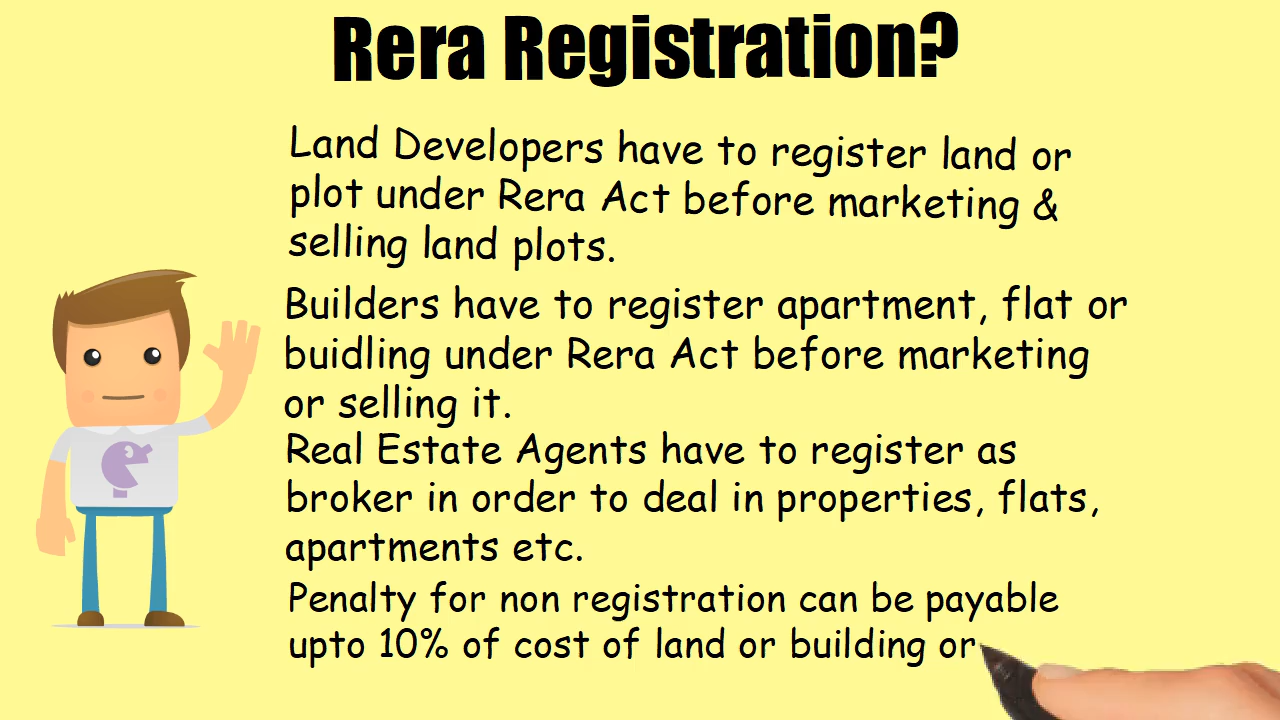 Rera Registration?
Land Developers have to register land or
plot under Rera Act before marketing &
selling land plots.
Builders have to register apartment, flat or
buidling under Rera Act before marketing
or selling it.
Real Estate Agents have to register as
broker in order to deal in properties, flats,
apartments etc.
Penalty for non registration can be payable
upto 10% of cost of land or building or